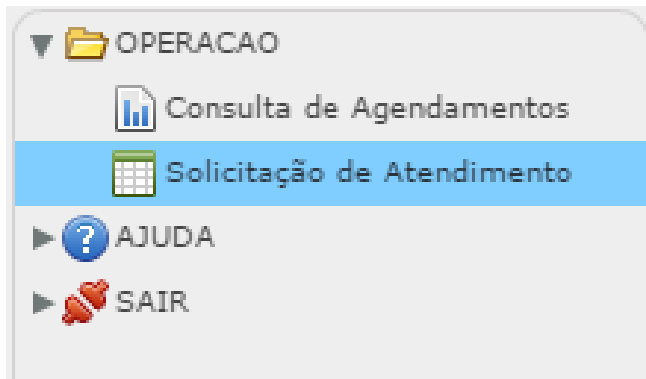 OPERACAO
Consulta de Agendamentos
Solicitação de Atendimento
AJUDA
SAIR